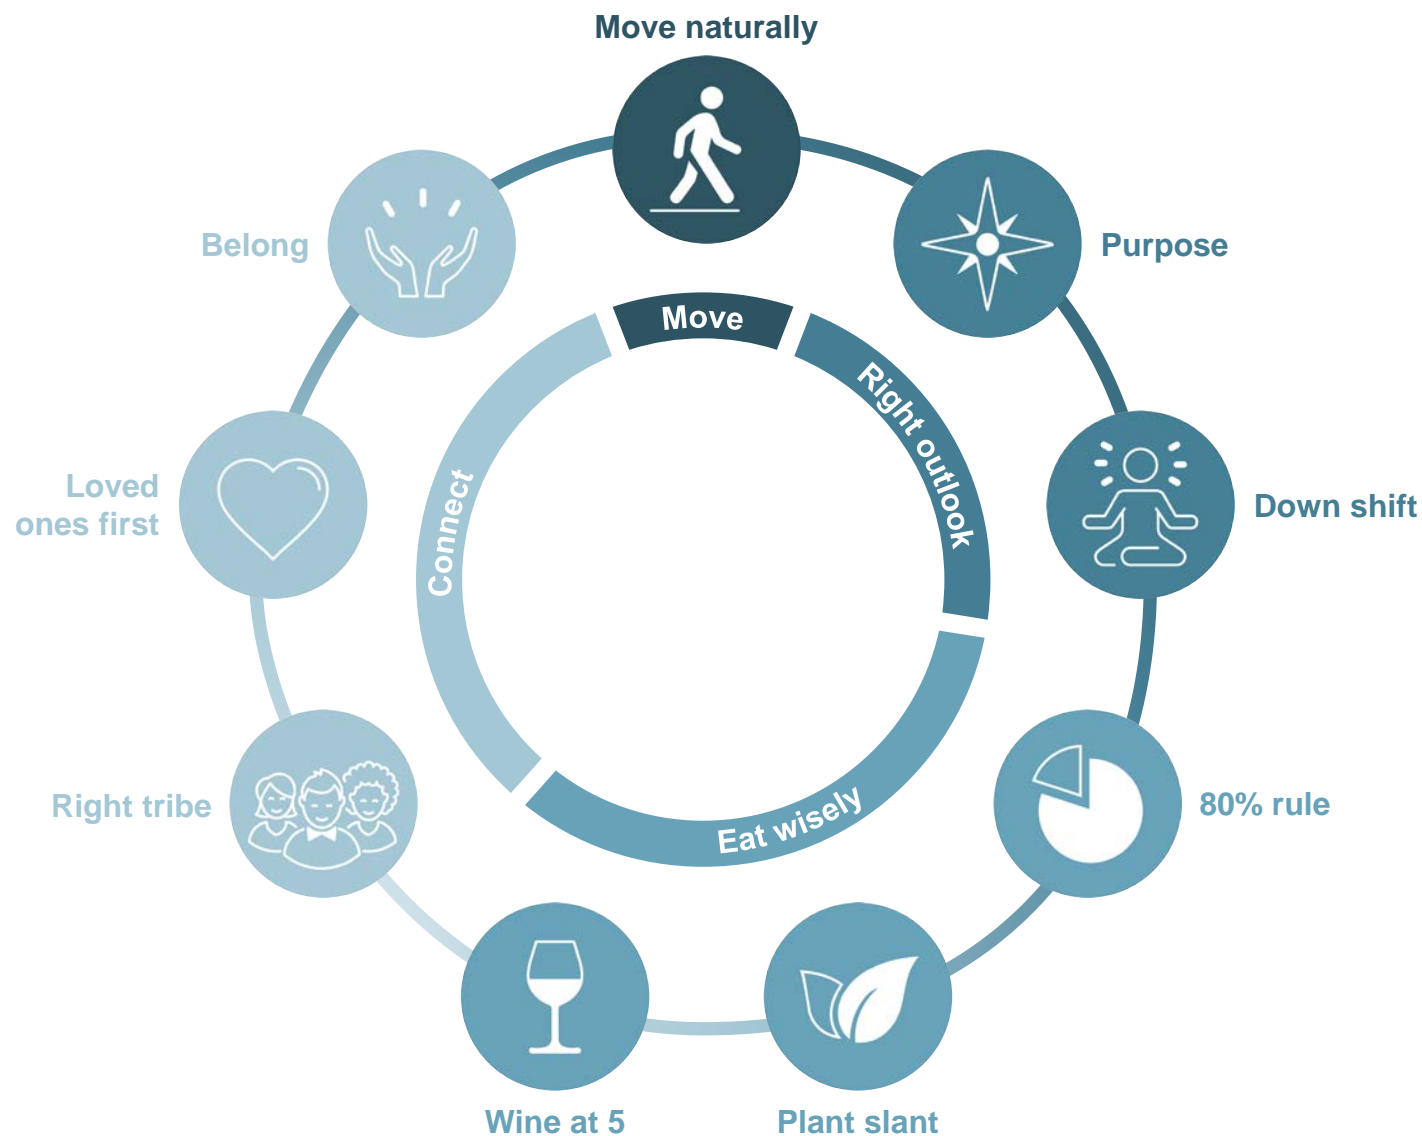 Move naturally
Purpose
Down shift
80% rule
Plant slant
Wine at 5
Right tribe
Loved
ones first
Belong
Move
Right outlook
Eat wisely
Connect